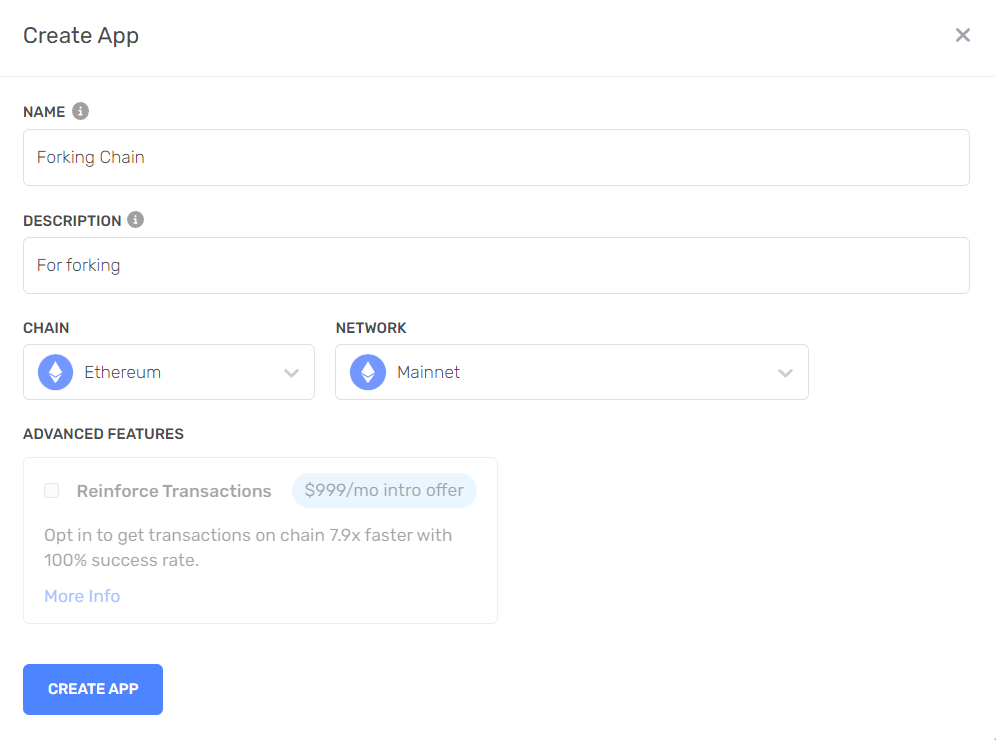 Create App
NAME
Forking Chain
DESCRIPTION
For forking
CHAIN
NETWORK
Ethereum
Mainnet
ADVANCED FEATURES
Reinforce Transactions
$999/mo intro offer
Opt in to get transactions on chain 7.9x faster with
100% success rate.
More Info
CREATE APP